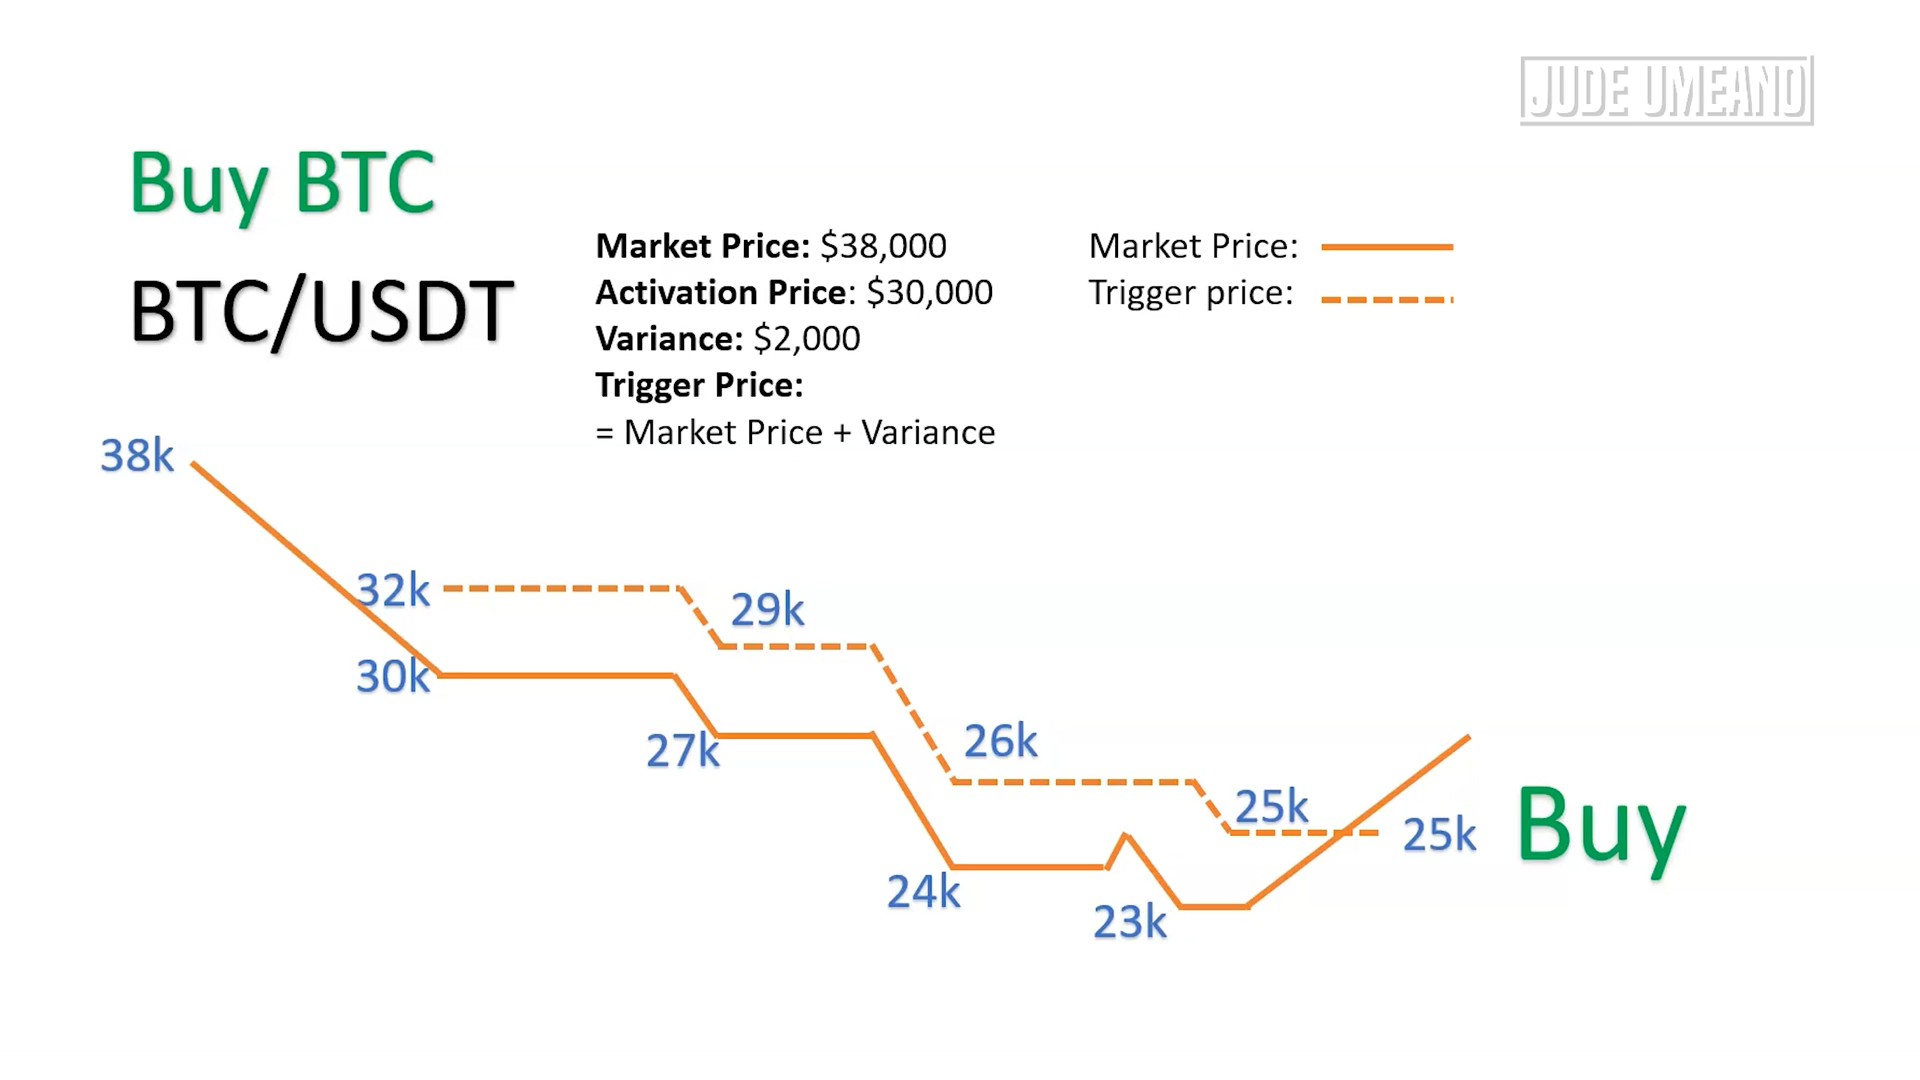 JUDE UMEANO
Buy BTC
BTC/USDT
Market Price: $38,000
Activation Price: $30,000
Variance: $2,000
Trigger Price:
= Market Price + Variance
Market Price:
Trigger price:
38k
32k
29k
30k
27k
26k
25k
25k
Buy
24k
23k